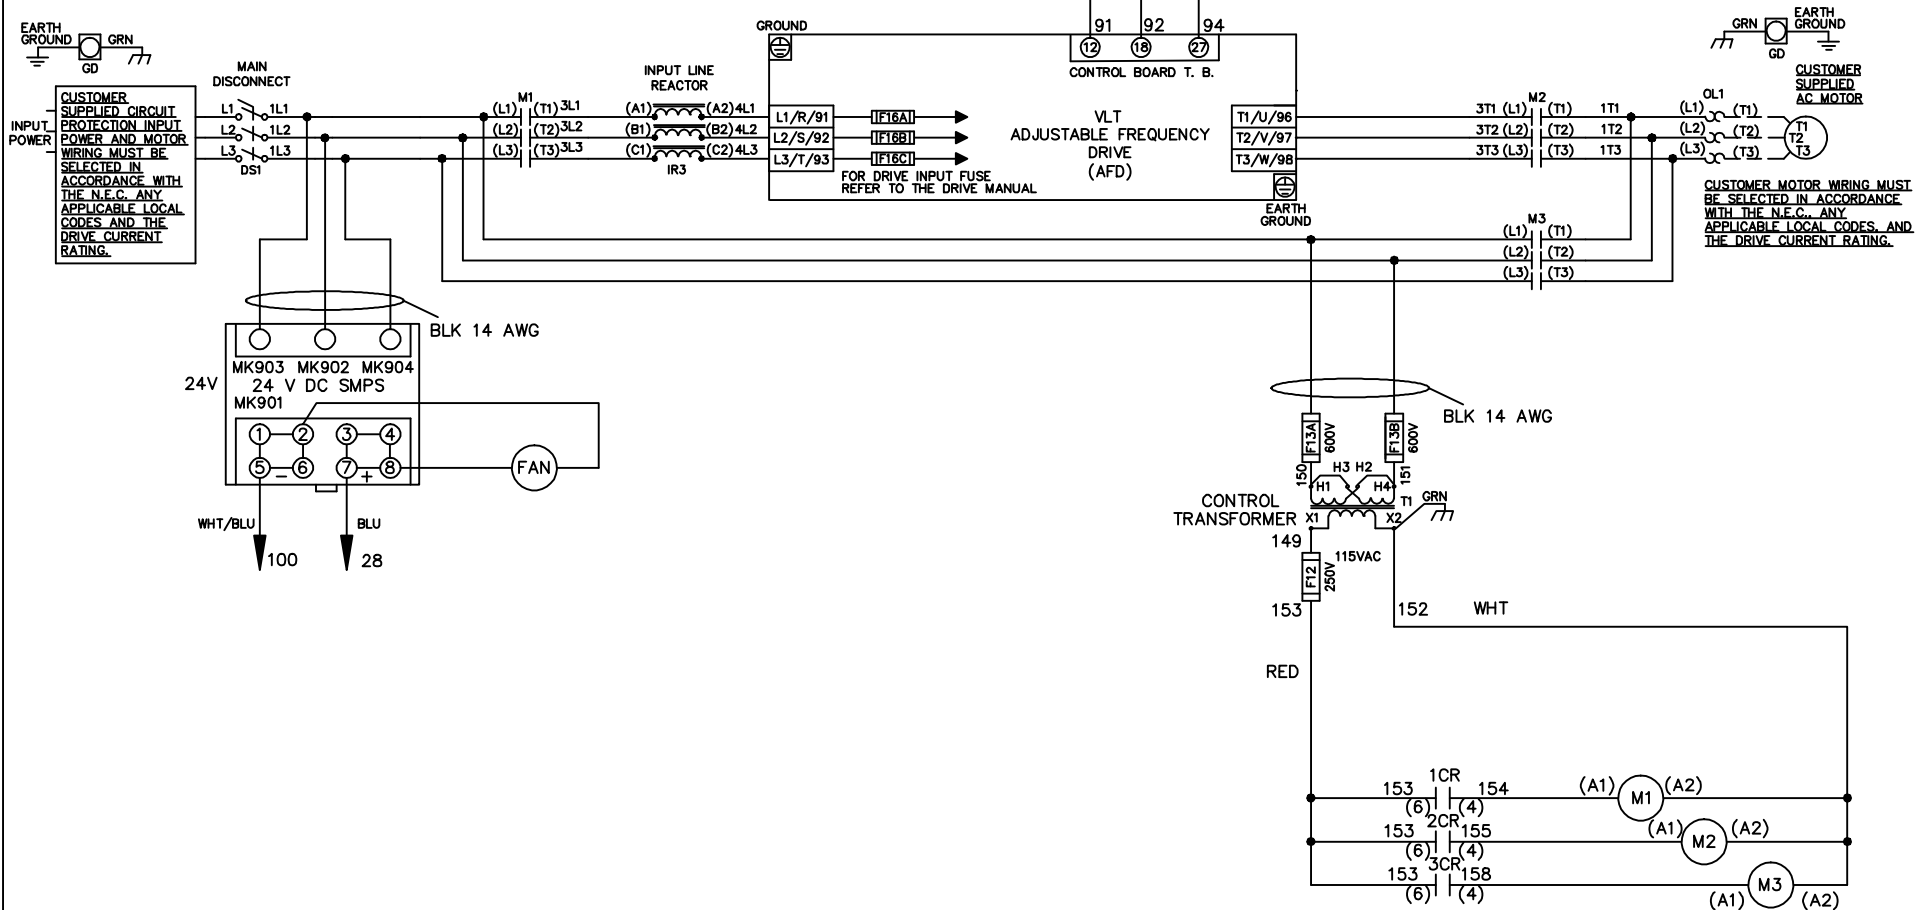 EARTH
GROUND
GRN
GD
INPUT
POWER
CUSTOMER
SUPPLIED CIRCUIT
PROTECTION INPUT
POWER AND MOTOR
WIRING MUST BE
SELECTED IN
ACCORDANCE WITH
THE N.E.C. ANY
APPLICABLE LOCAL
CODES AND THE
DRIVE CURRENT
RATING.
MAIN
DISCONNECT
L1 1L1
L2 1L2
L3 1L3
DS1
M1
(L1) (T1) 3L1
(L2) (T2) 3L2
(L3) (T3) 3L3
INPUT LINE
REACTOR
(A1) (A2) 4L1
(B1) (B2) 4L2
(C1) (C2) 4L3
IR3
GROUND
91 92 94
12 18 27
CONTROL BOARD T. B.
L1/R/91 F16A
L2/S/92 F16B
L3/T/93 F16C
FOR DRIVE INPUT FUSE
REFER TO THE DRIVE MANUAL
VLT
ADJUSTABLE FREQUENCY
DRIVE
(AFD)
T1/U/96
T2/V/97
T3/W/98
EARTH
GROUND
M2
3T1 (L1) (T1) 1T1
3T2 (L2) (T2) 1T2
3T3 (L3) (T3) 1T3
M3
(L1) (T1)
(L2) (T2)
(L3) (T3)
GRN
GD
EARTH
GROUND
CUSTOMER
SUPPLIED
AC MOTOR
OL1
(L1) (T1)
(L2) (T2)
(L3) (T3)
T1
T2
T3
CUSTOMER MOTOR WIRING MUST
BE SELECTED IN ACCORDANCE
WITH THE N.E.C., ANY
APPLICABLE LOCAL CODES, AND
THE DRIVE CURRENT RATING.
BLK 14 AWG
MK903 MK902 MK904
24V
24 V DC SMPS
MK901
1 2 3 4
5 - 6 7 + 8
FAN
WHT/BLU
BLU
100
28
BLK 14 AWG
F13A
600V
F13B
600V
150
151
H3 H2
H1 H4
T1
GRN
CONTROL
TRANSFORMER
X1 X2
149
115VAC
F12
250V
153
152
WHT
RED
1CR
153 154
(6) (4)
(A1) M1 (A2)
2CR
153 155
(6) (4)
(A1) M2 (A2)
3CR
153 158
(6) (4)
(A1) M3 (A2)